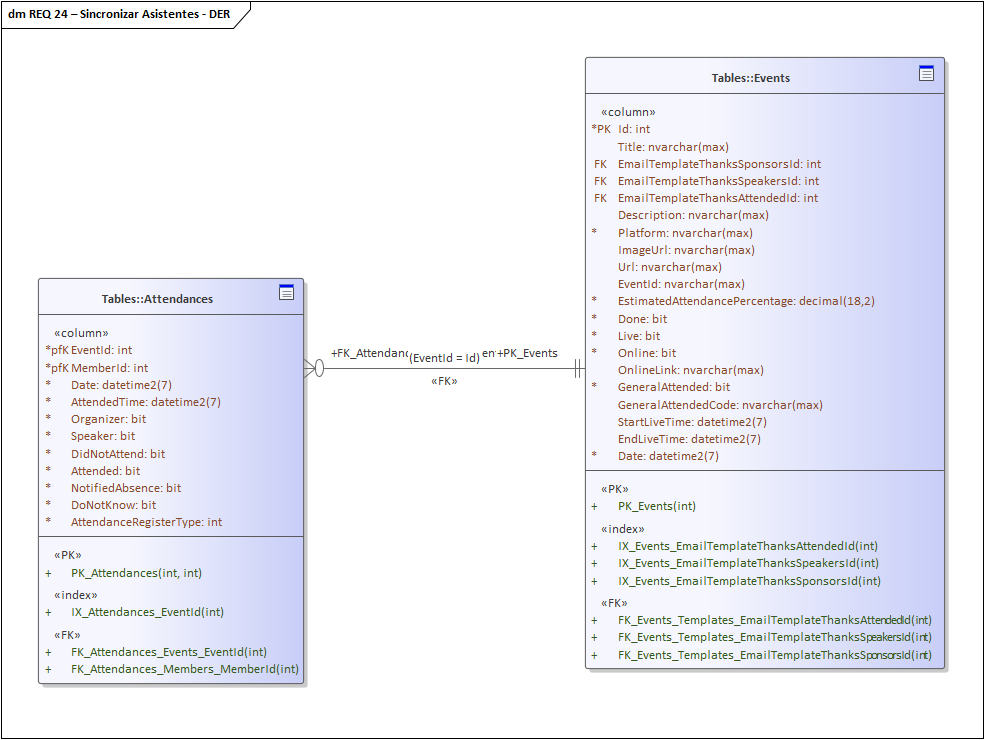 dm REQ 24 – Sincronizar Asistentes - DER
Tables::Attendances
«column»
*pfK EventId: int
*pfK MemberId: int
* Date: datetime2(7)
* AttendedTime: datetime2(7)
* Organizer: bit
* Speaker: bit
* DidNotAttend: bit
* Attended: bit
* NotifiedAbsence: bit
* DoNotKnow: bit
* AttendanceRegisterType: int
«PK»
+ PK_Attendances(int, int)
«index»
+ IX_Attendances_EventId(int)
«FK»
+ FK_Attendances_Events_EventId(int)
+ FK_Attendances_Members_MemberId(int)
+FK_Attendanc
(EventId = Id)
+PK_Events
«FK»
Tables::Events
«column»
*PK Id: int
Title: nvarchar(max)
FK EmailTemplateThanksSponsorsId: int
FK EmailTemplateThanksSpeakersId: int
FK EmailTemplateThanksAttendedId: int
Description: nvarchar(max)
* Platform: nvarchar(max)
ImageUrl: nvarchar(max)
Url: nvarchar(max)
EventId: nvarchar(max)
* EstimatedAttendancePercentage: decimal(18,2)
* Done: bit
* Live: bit
* Online: bit
OnlineLink: nvarchar(max)
* GeneralAttended: bit
GeneralAttendedCode: nvarchar(max)
StartLiveTime: datetime2(7)
EndLiveTime: datetime2(7)
* Date: datetime2(7)
«PK»
+ PK_Events(int)
«index»
+ IX_Events_EmailTemplateThanksAttendedId(int)
+ IX_Events_EmailTemplateThanksSpeakersId(int)
+ IX_Events_EmailTemplateThanksSponsorsId(int)
«FK»
+ FK_Events_Templates_EmailTemplateThanksAttendedId(int)
+ FK_Events_Templates_EmailTemplateThanksSpeakersId(int)
+ FK_Events_Templates_EmailTemplateThanksSponsorsId(int)